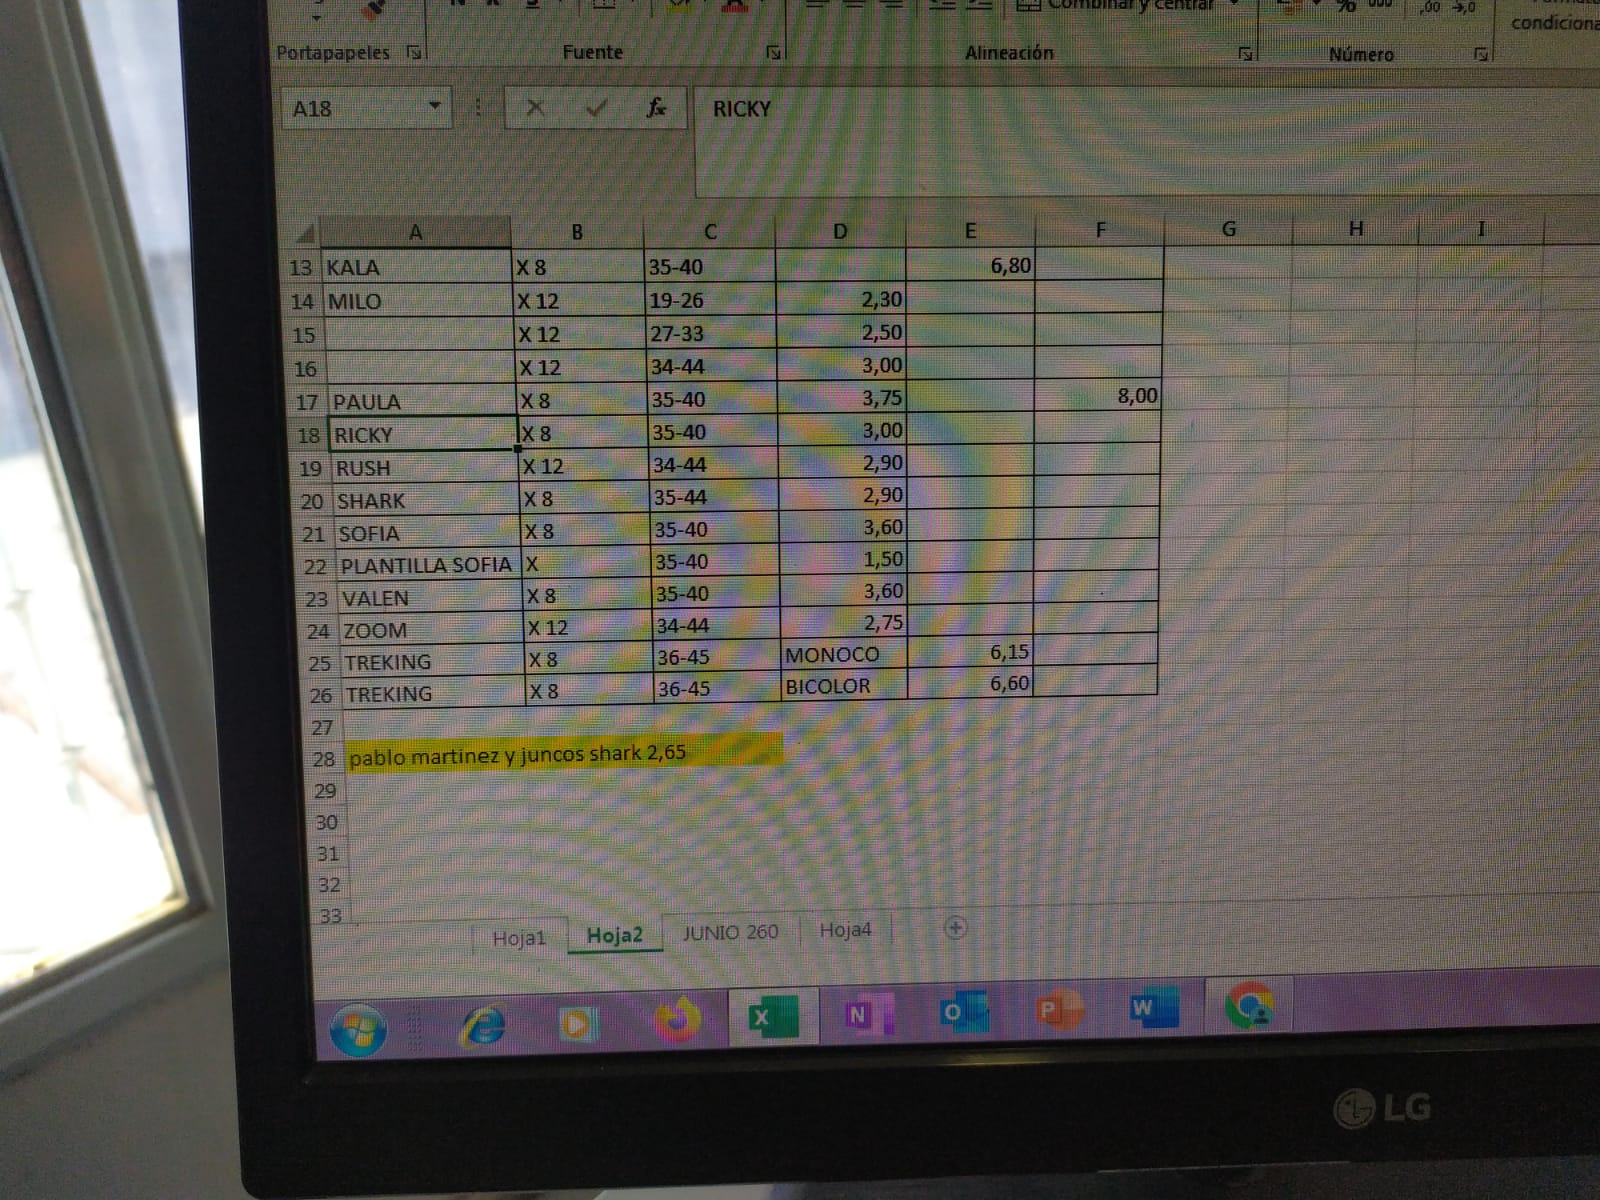 Combinar y centrar
% 000 ,00 →,0
condiciona
Portapapeles Fuente Alineación Número
A18 fx RICKY
A B C D E F G H I
13 KALA X 8 35-40 6,80
14 MILO X 12 19-26 2,30
15 X 12 27-33 2,50
16 X 12 34-44 3,00
17 PAULA X 8 35-40 3,75 8,00
18 RICKY X 8 35-40 3,00
19 RUSH X 12 34-44 2,90
20 SHARK X 8 35-44 2,90
21 SOFIA X 8 35-40 3,60
22 PLANTILLA SOFIA X 35-40 1,50
23 VALEN X 8 35-40 3,60
24 ZOOM X 12 34-44 2,75
25 TREKING X 8 36-45 MONOCO 6,15
26 TREKING X 8 36-45 BICOLOR 6,60
27
28 pablo martinez y juncos shark 2,65
29
30
31
32
33
Hoja1 Hoja2 JUNIO 260 Hoja4
X N O P W
LG